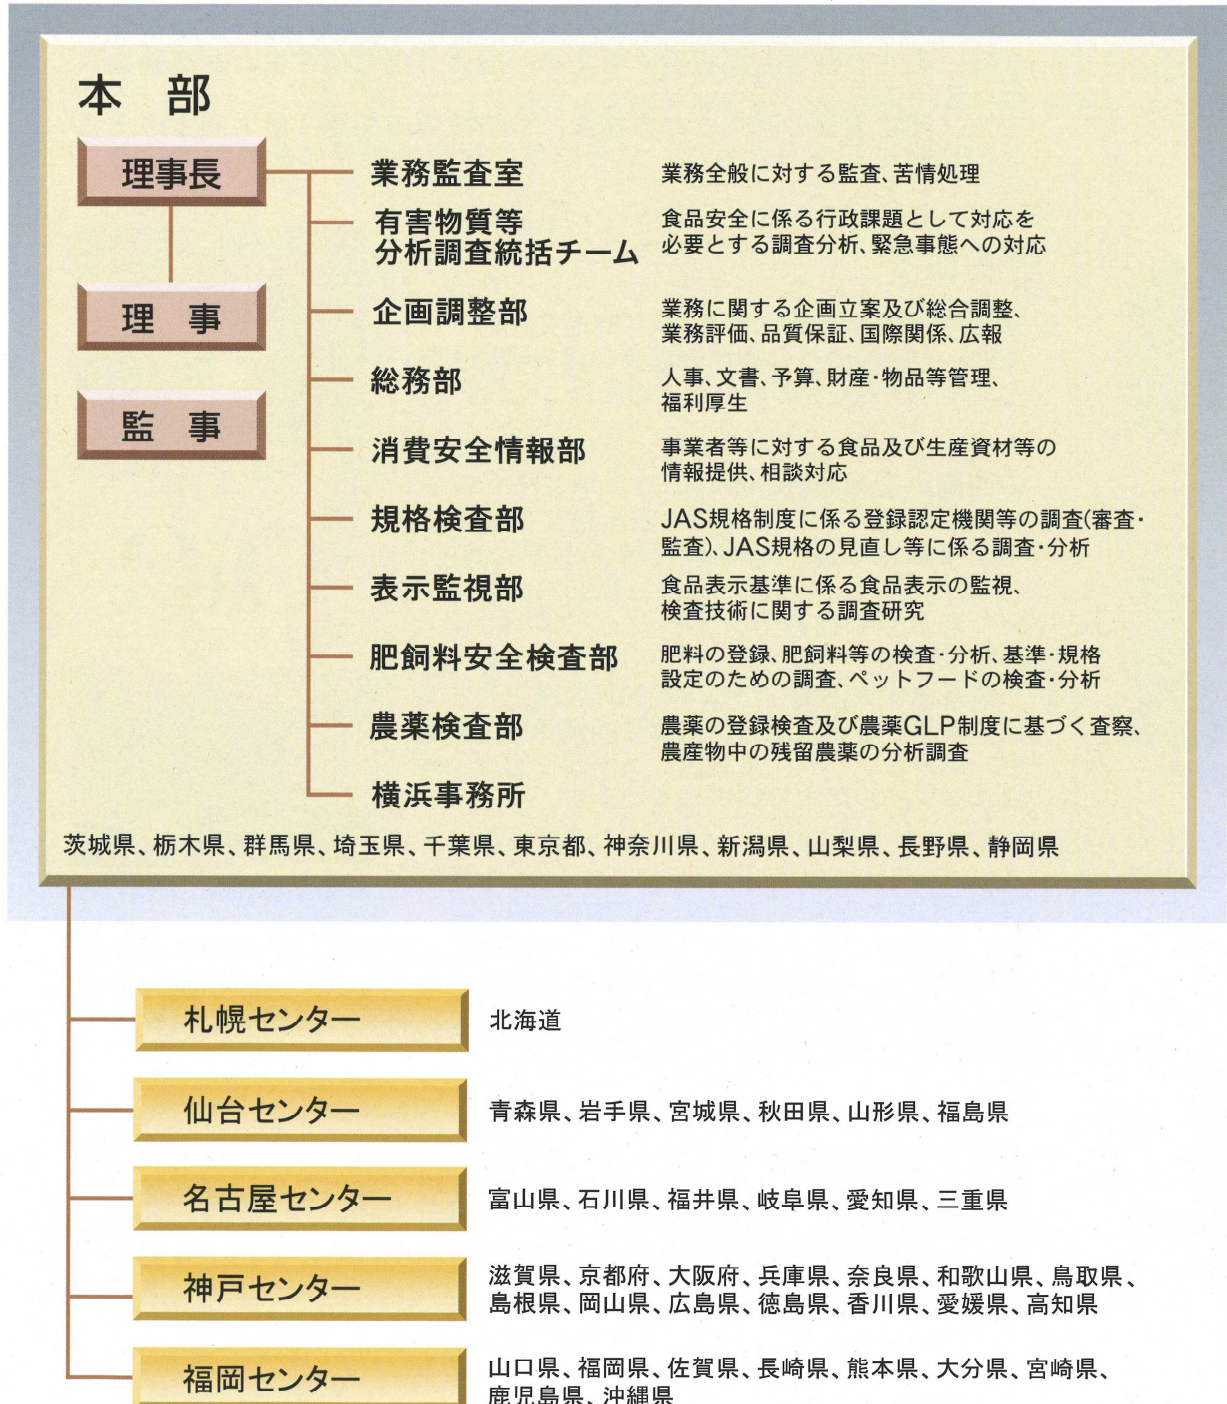 本　部
理事長
理　事
監　事
業務監査室
業務全般に対する監査、苦情処理
有害物質等
分析調査統括チーム
食品安全に係る行政課題として対応を
必要とする調査分析、緊急事態への対応
企画調整部
業務に関する企画立案及び総合調整、
業務評価、品質保証、国際関係、広報
総務部
人事、文書、予算、財産・物品等管理、
福利厚生
消費安全情報部
事業者等に対する食品及び生産資材等の
情報提供、相談対応
規格検査部
JAS規格制度に係る登録認定機関等の調査(審査・
監査)、JAS規格の見直し等に係る調査・分析
表示監視部
食品表示基準に係る食品表示の監視、
検査技術に関する調査研究
肥飼料安全検査部
肥料の登録、肥飼料等の検査・分析、基準・規格
設定のための調査、ペットフードの検査・分析
農薬検査部
農薬の登録検査及び農薬GLP制度に基づく査察、
農産物中の残留農薬の分析調査
横浜事務所
茨城県、栃木県、群馬県、埼玉県、千葉県、東京都、神奈川県、新潟県、山梨県、長野県、静岡県
札幌センター
北海道
仙台センター
青森県、岩手県、宮城県、秋田県、山形県、福島県
名古屋センター
富山県、石川県、福井県、岐阜県、愛知県、三重県
神戸センター
滋賀県、京都府、大阪府、兵庫県、奈良県、和歌山県、鳥取県、
島根県、岡山県、広島県、徳島県、香川県、愛媛県、高知県
福岡センター
山口県、福岡県、佐賀県、長崎県、熊本県、大分県、宮崎県、
鹿児島県、沖縄県